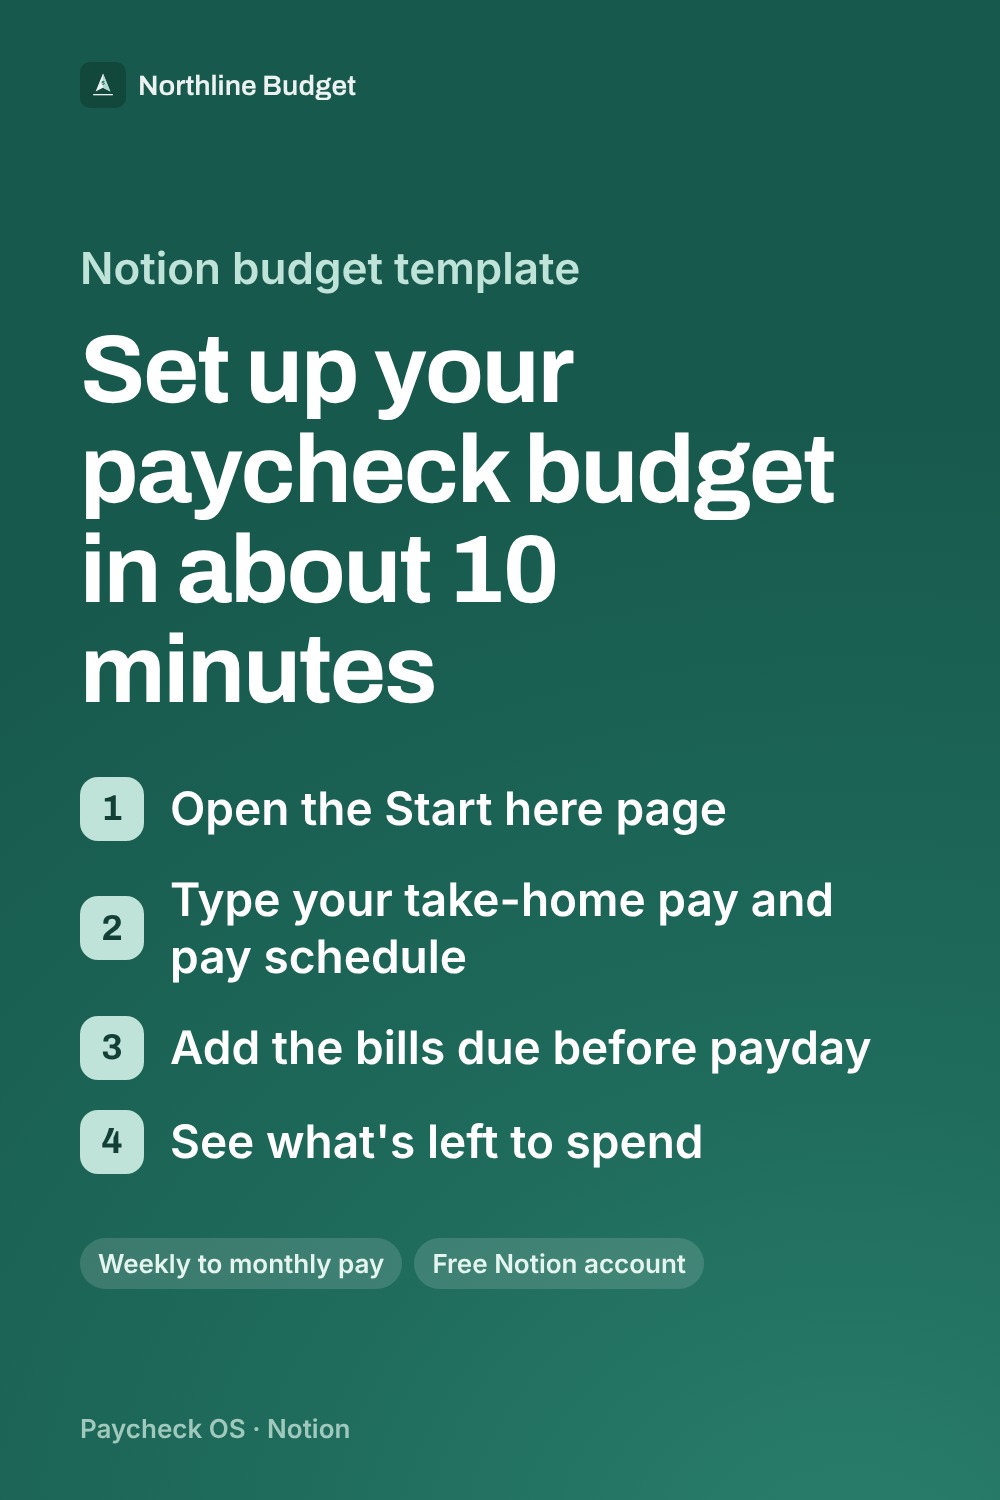 Northline Budget
Notion budget template
Set up your
paycheck budget
in about 10
minutes
1 Open the Start here page
2 Type your take-home pay and
pay schedule
3 Add the bills due before payday
4 See what's left to spend
Weekly to monthly pay Free Notion account
Paycheck OS · Notion